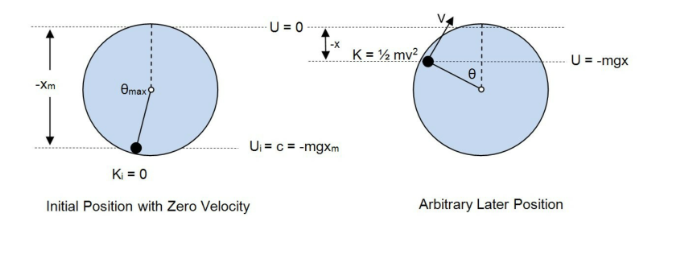 U = 0
-x
V
K = ½ mv²
θ
U = -mgx
-xm
θmax
Uᵢ = c = -mgxm
Kᵢ = 0
Initial Position with Zero Velocity
Arbitrary Later Position